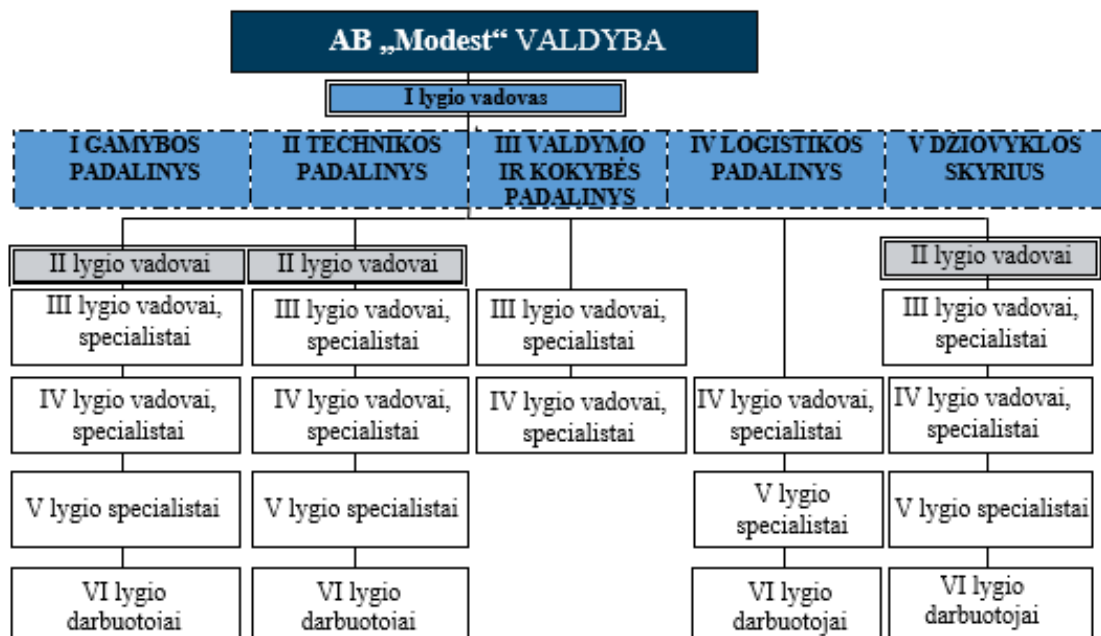 AB „Modest“ VALDYBA
I lygio vadovas
I GAMYBOS
PADALINYS
II TECHNIKOS
PADALINYS
III VALDYMO
IR KOKYBĖS
PADALINYS
IV LOGISTIKOS
PADALINYS
V DŽIOVYKLOS
SKYRIUS
II lygio vadovai
II lygio vadovai
II lygio vadovai
III lygio vadovai,
specialistai
III lygio vadovai,
specialistai
III lygio vadovai,
specialistai
III lygio vadovai,
specialistai
IV lygio vadovai,
specialistai
IV lygio vadovai,
specialistai
IV lygio vadovai,
specialistai
IV lygio vadovai,
specialistai
IV lygio vadovai,
specialistai
V lygio specialistai
V lygio specialistai
V lygio
specialistai
V lygio specialistai
VI lygio
darbuotojai
VI lygio
darbuotojai
VI lygio
darbuotojai
VI lygio
darbuotojai